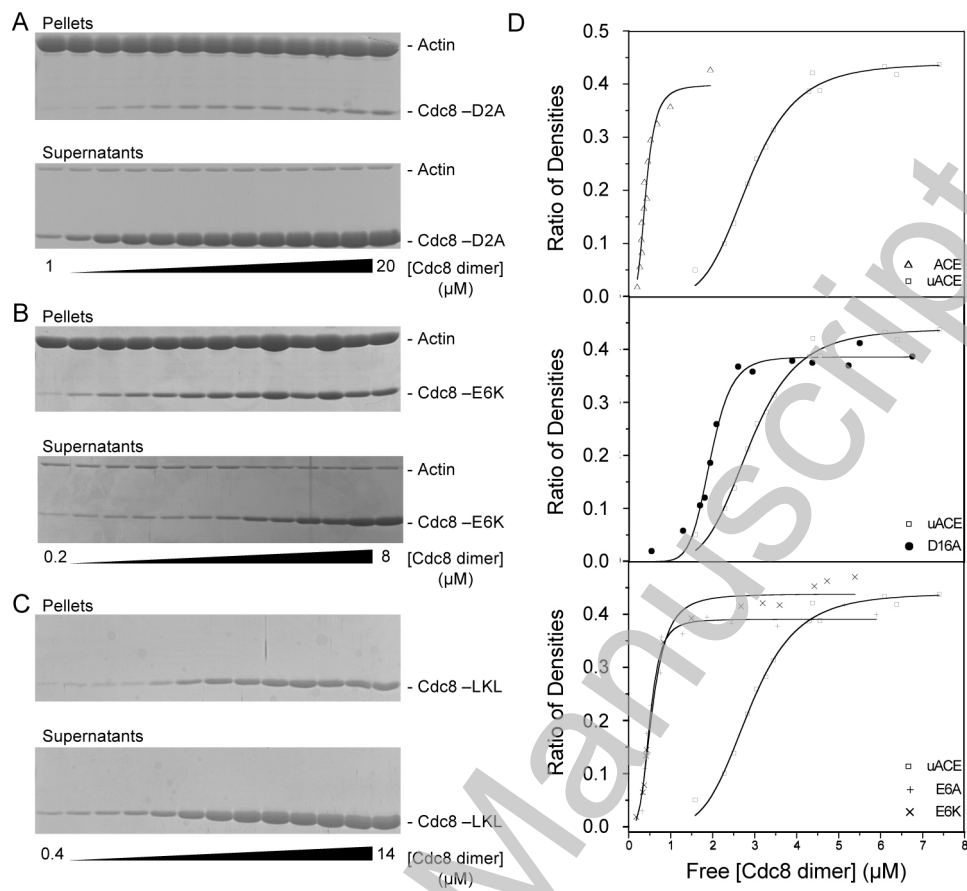 A
Pellets
- Actin
- Cdc8 –D2A
Supernatants
- Actin
- Cdc8 –D2A
1
20
[Cdc8 dimer]
(µM)
B
Pellets
- Actin
- Cdc8 –E6K
Supernatants
- Actin
- Cdc8 –E6K
0.2
8
[Cdc8 dimer]
(µM)
C
Pellets
- Cdc8 –LKL
Supernatants
- Cdc8 –LKL
0.4
14
[Cdc8 dimer]
(µM)
D
0.5
0.4
0.3
0.2
0.1
0.0
Ratio of Densities
ACE
uACE
0.4
0.3
0.2
0.1
0.0
Ratio of Densities
uACE
D16A
0.4
0.3
0.2
0.1
0.0
Ratio of Densities
uACE
E6A
E6K
0 1 2 3 4 5 6 7 8
Free [Cdc8 dimer] (µM)
Manuscript